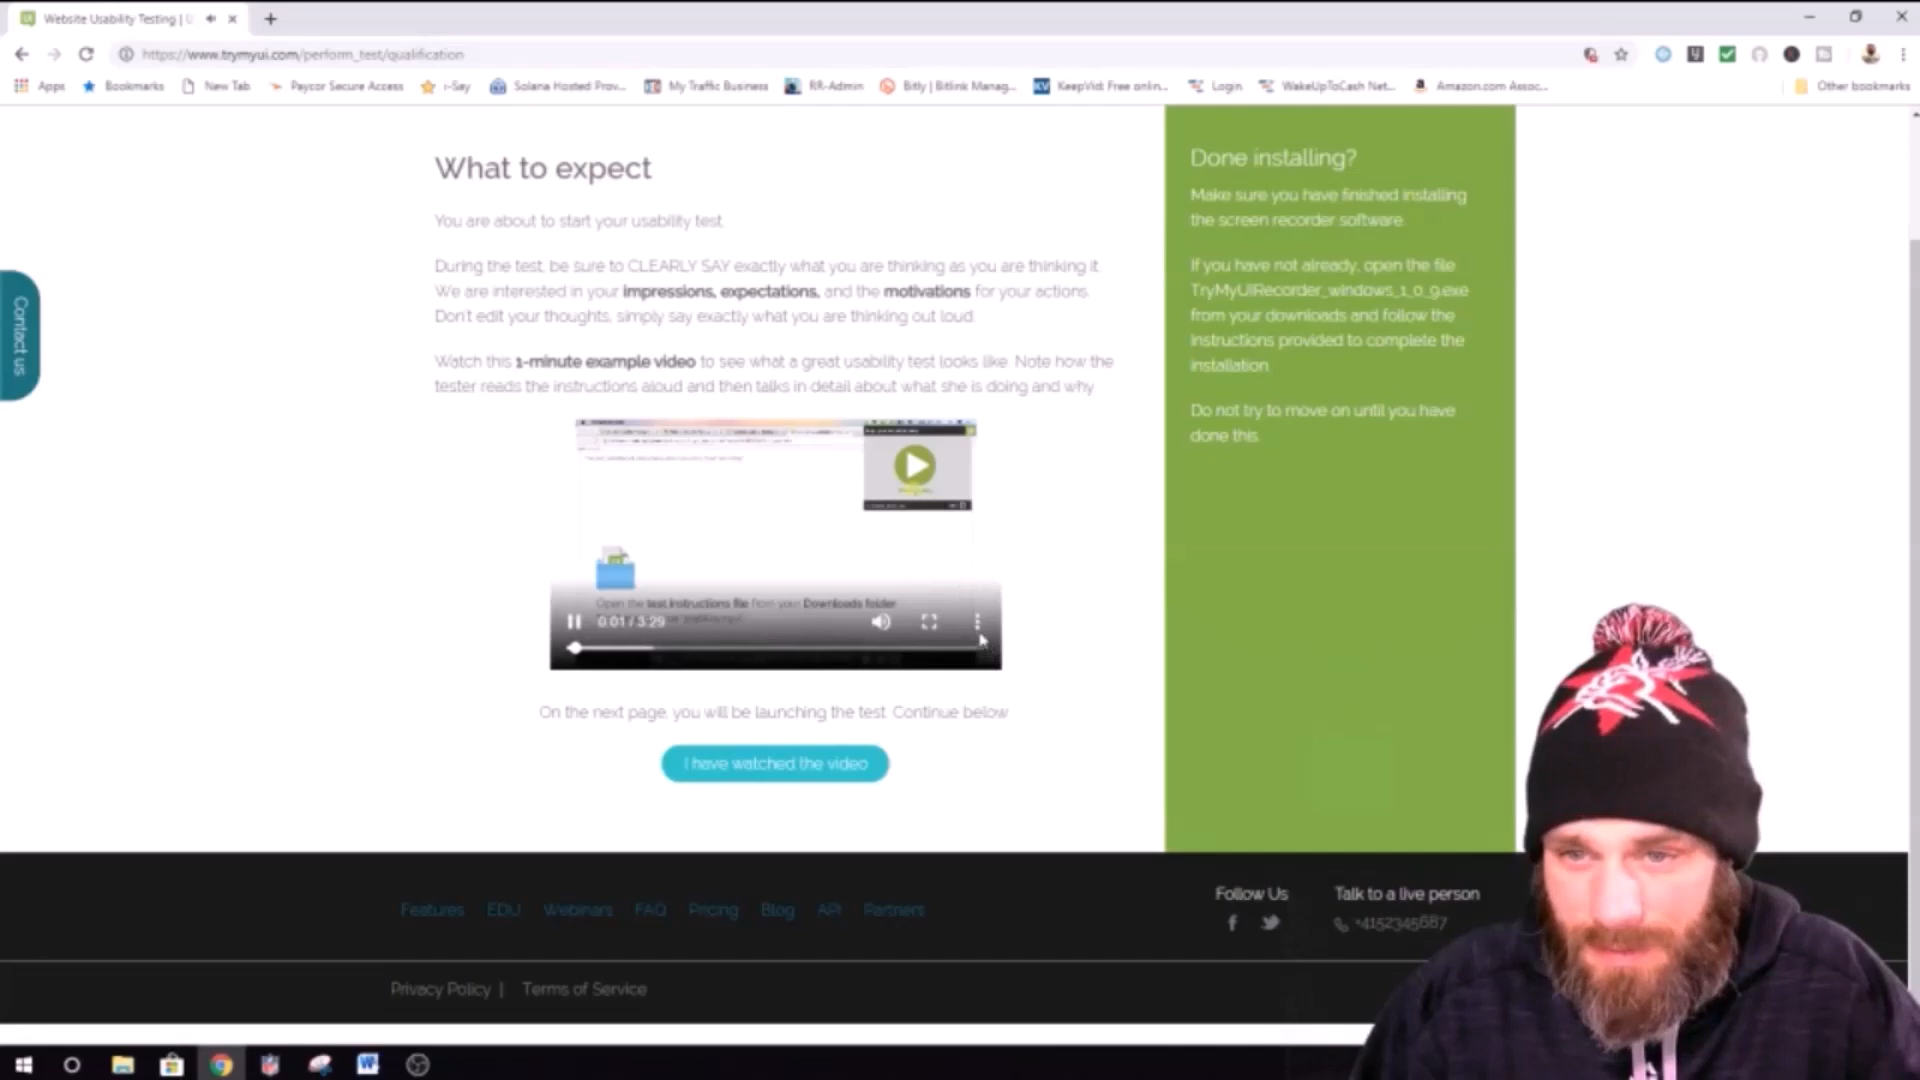 Website Usability Testing | U
https://www.trymyui.com/perform_test/qualification
Apps Bookmarks New Tab Paycor Secure Access i-Say Solana Hosted Prov... My Traffic Business RR-Admin Bitly | Bitlink Manag... KeepVid: Free onlin... Login WakeUpToCash Net... Amazon.com Assoc... Other bookmarks
What to expect
You are about to start your usability test.
During the test, be sure to CLEARLY SAY exactly what you are thinking as you are thinking it.
We are interested in your impressions, expectations, and the motivations for your actions.
Don't edit your thoughts, simply say exactly what you are thinking out loud.
Watch this 1-minute example video to see what a great usability test looks like. Note how the
tester reads the instructions aloud and then talks in detail about what she is doing and why
Open the test instructions file from your Downloads folder
0:01 / 3:29
On the next page, you will be launching the test. Continue below
I have watched the video
Done installing?
Make sure you have finished installing
the screen recorder software.
If you have not already, open the file
TryMyUIRecorder_windows_1_0_9.exe
from your downloads and follow the
instructions provided to complete the
installation.
Do not try to move on until you have
done this.
Contact us
Features EDU Webinars FAQ Pricing Blog API Partners
Follow Us
Talk to a live person
+4152345687
Privacy Policy | Terms of Service